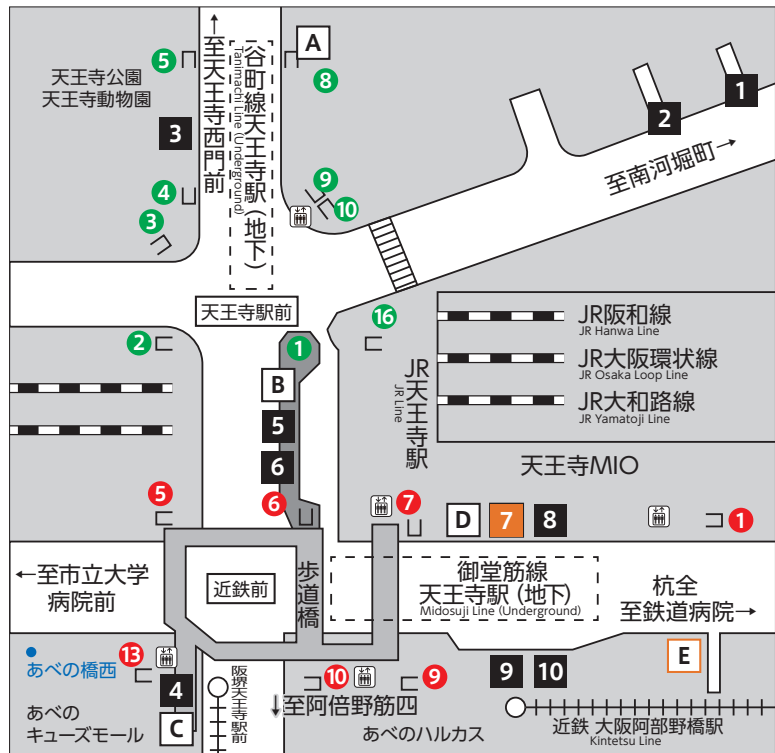 ↑至天王寺西門前
谷町線天王寺駅(地下)
Tanimachi Line (Underground)
A
5
8
天王寺公園
天王寺動物園
3
1
2
至南河堀町→
4
3
9
10
天王寺駅前
2
1
16
JR天王寺駅
JR Line
JR阪和線
JR Hanwa Line
JR大阪環状線
JR Osaka Loop Line
JR大和路線
JR Yamatoji Line
B
5
6
天王寺MIO
5
6
7
D
7
8
1
←至市立大学
病院前
近鉄前
歩道橋
御堂筋線
天王寺駅(地下)
Midosuji Line (Underground)
杭全
至鉄道病院→
あべの橋西
13
4
C
あべの
キューズモール
阪堺天王寺駅前
10
9
↓至阿倍野筋四
あべのハルカス
9
10
E
近鉄 大阪阿部野橋駅
Kintetsu Line